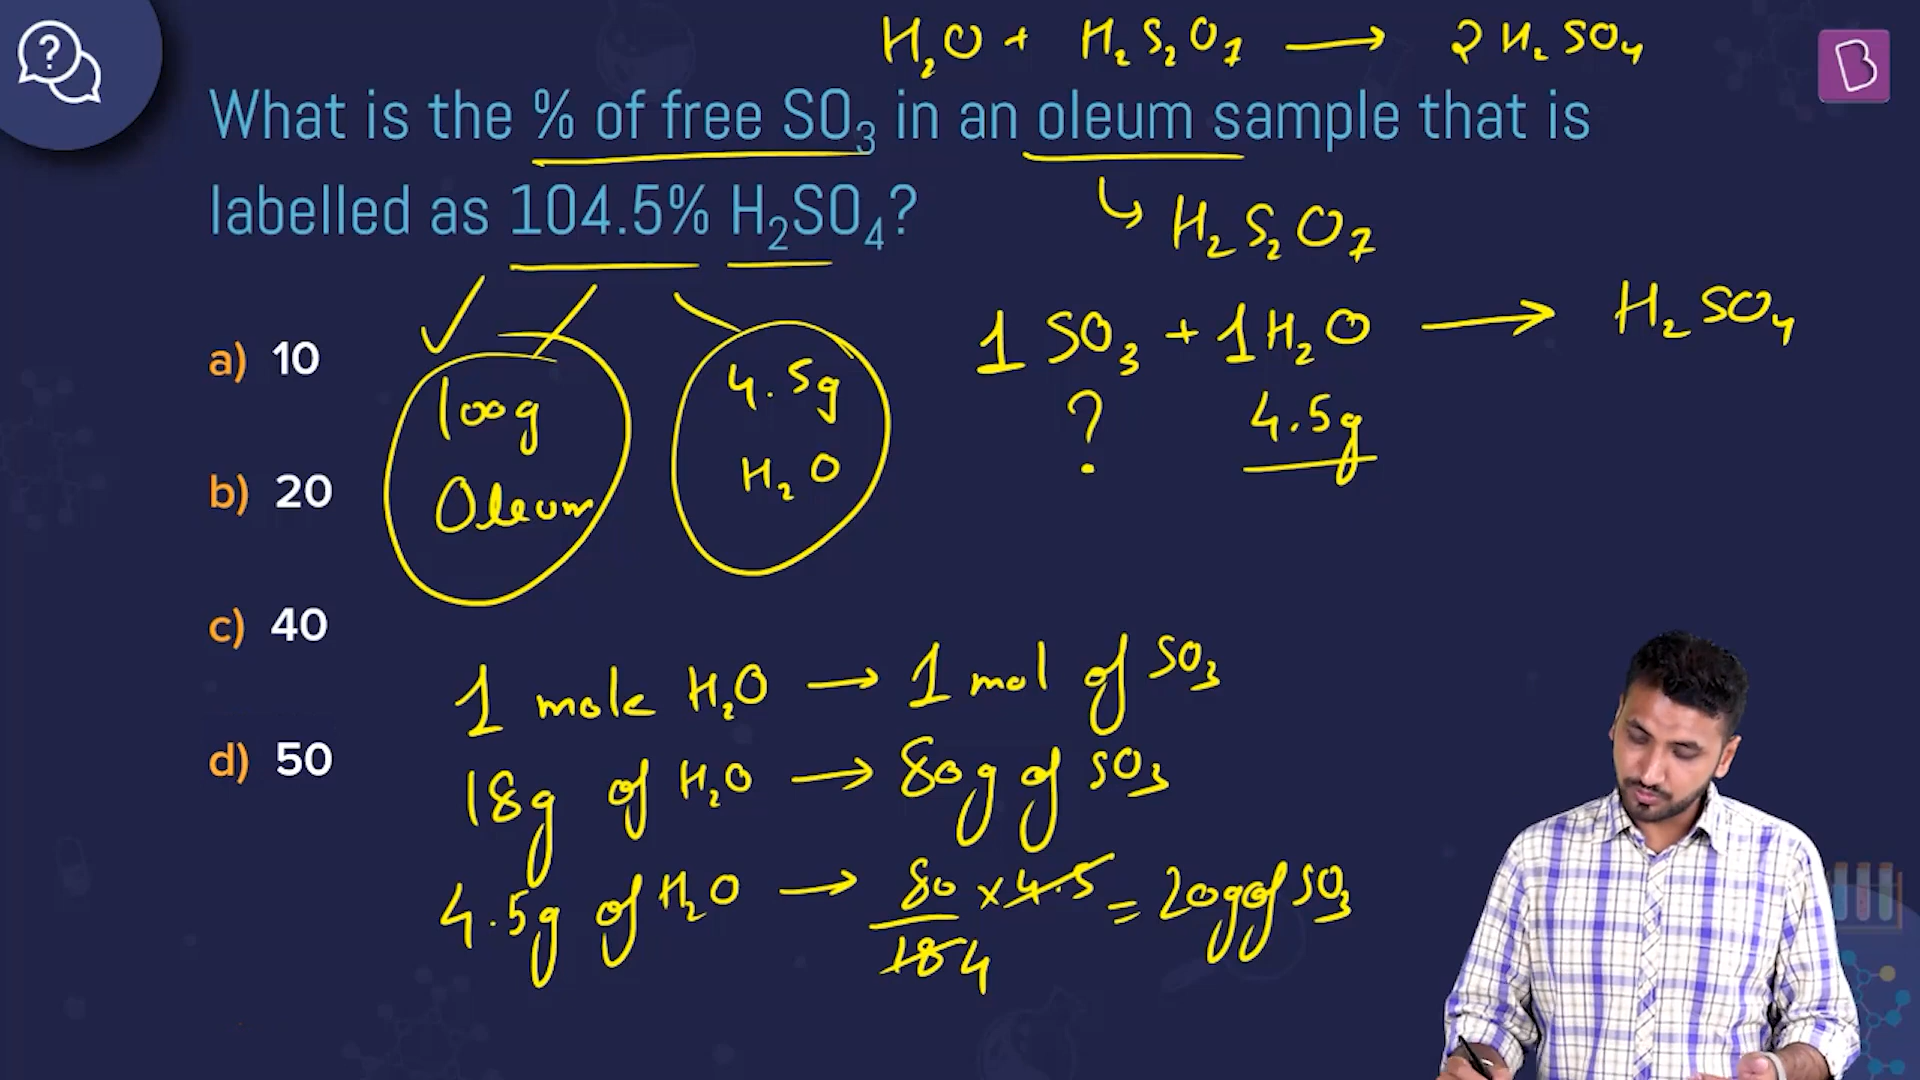 H₂O + H₂S₂O₇ → 2H₂SO₄
What is the % of free SO₃ in an oleum sample that is
labelled as 104.5% H₂SO₄?
H₂S₂O₇
1 SO₃ + 1H₂O → H₂SO₄
? 4.5g
a) 10
b) 20
c) 40
d) 50
100g
Oleum
4.5g
H₂O
1 mole H₂O → 1 mol of SO₃
18g of H₂O → 80g of SO₃
4.5g of H₂O → 80/18 × 4.5 = 20g of SO₃
4
B
?